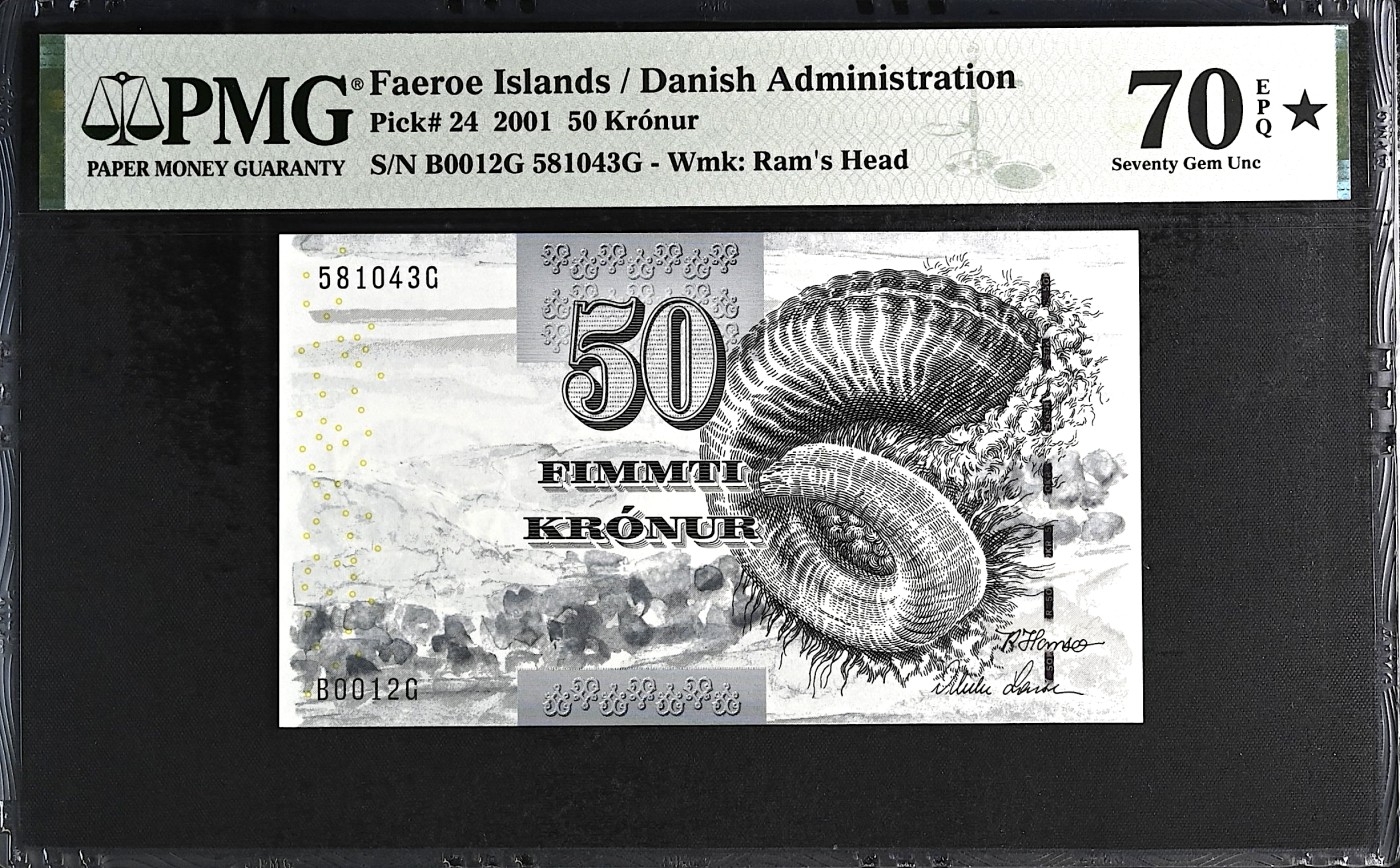 PMG®
PAPER MONEY GUARANTY
Faeroe Islands / Danish Administration
Pick# 24 2001 50 Krónur
S/N B0012G 581043G - Wmk: Ram's Head
70 EPQ ★
Seventy Gem Unc
581043G
50
FIMMTI
KRÓNUR
B0012G